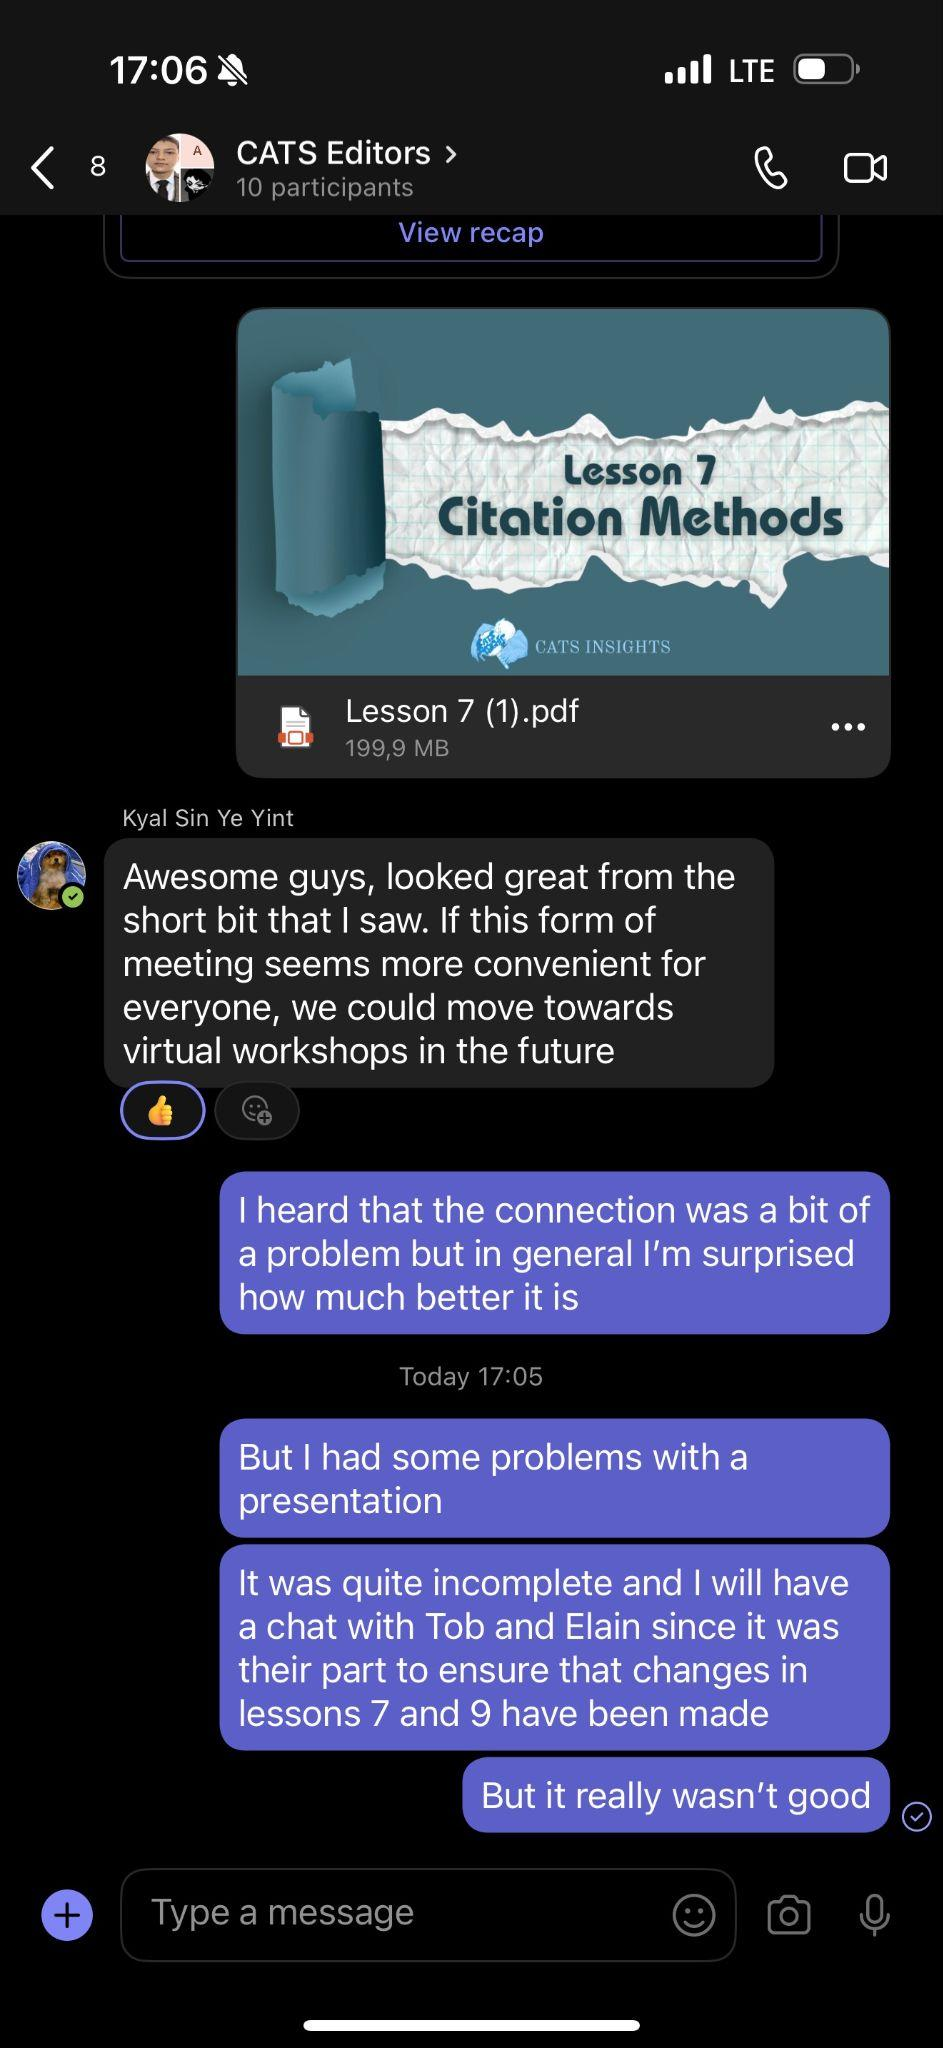 17:06
LTE
8
A
CATS Editors
10 participants
View recap
Lesson 7
Citation Methods
CATS INSIGHTS
Lesson 7 (1).pdf
199,9 MB
Kyal Sin Ye Yint
Awesome guys, looked great from the
short bit that I saw. If this form of
meeting seems more convenient for
everyone, we could move towards
virtual workshops in the future
I heard that the connection was a bit of
a problem but in general I’m surprised
how much better it is
Today 17:05
But I had some problems with a
presentation
It was quite incomplete and I will have
a chat with Tob and Elain since it was
their part to ensure that changes in
lessons 7 and 9 have been made
But it really wasn’t good
Type a message